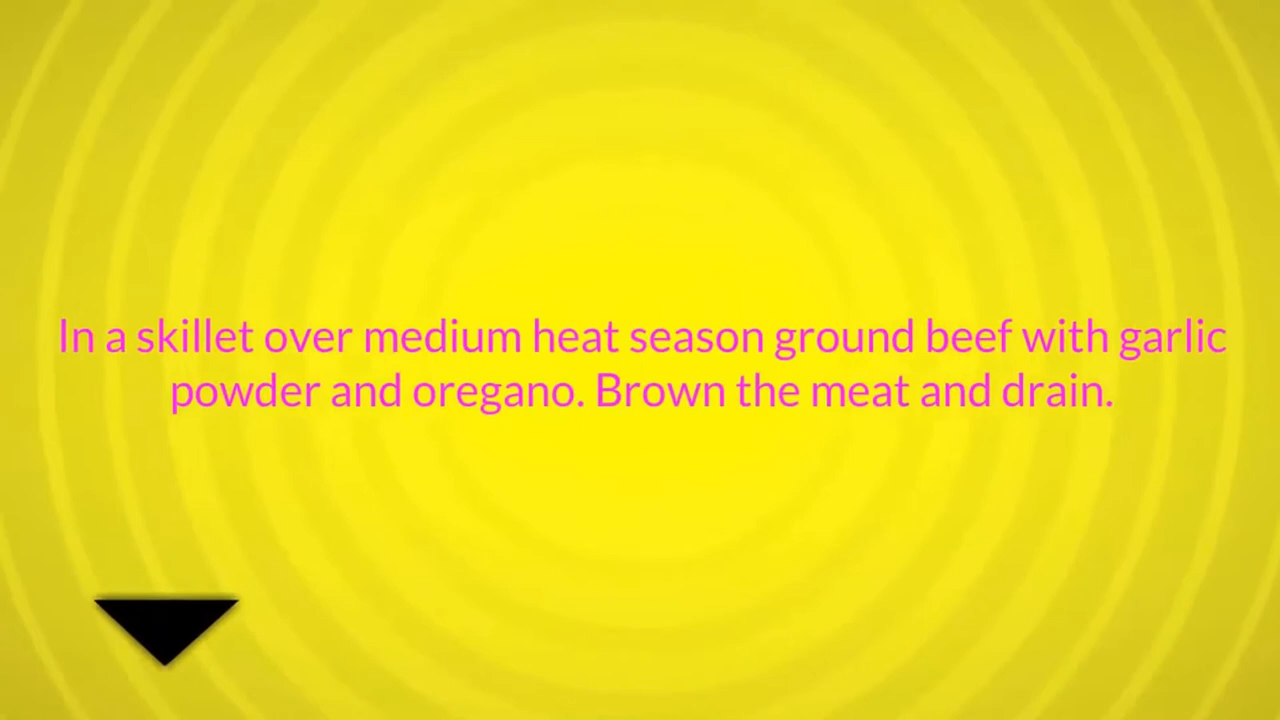 In a skillet over medium heat season ground beef with garlic
powder and oregano. Brown the meat and drain.